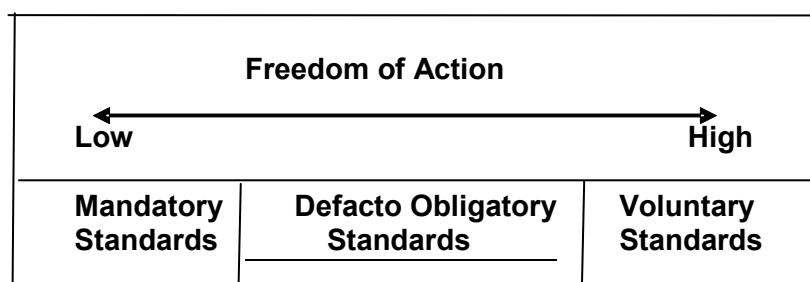 Freedom of Action
Low High
Mandatory Defacto Obligatory Voluntary
Standards Standards Standards